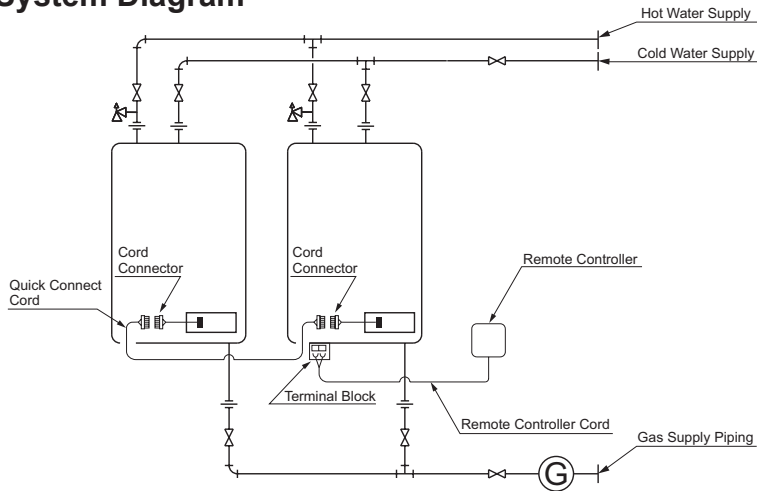 System Diagram
Hot Water Supply
Cold Water Supply
Cord
Connector
Cord
Connector
Quick Connect
Cord
Remote Controller
Terminal Block
Remote Controller Cord
Gas Supply Piping
G